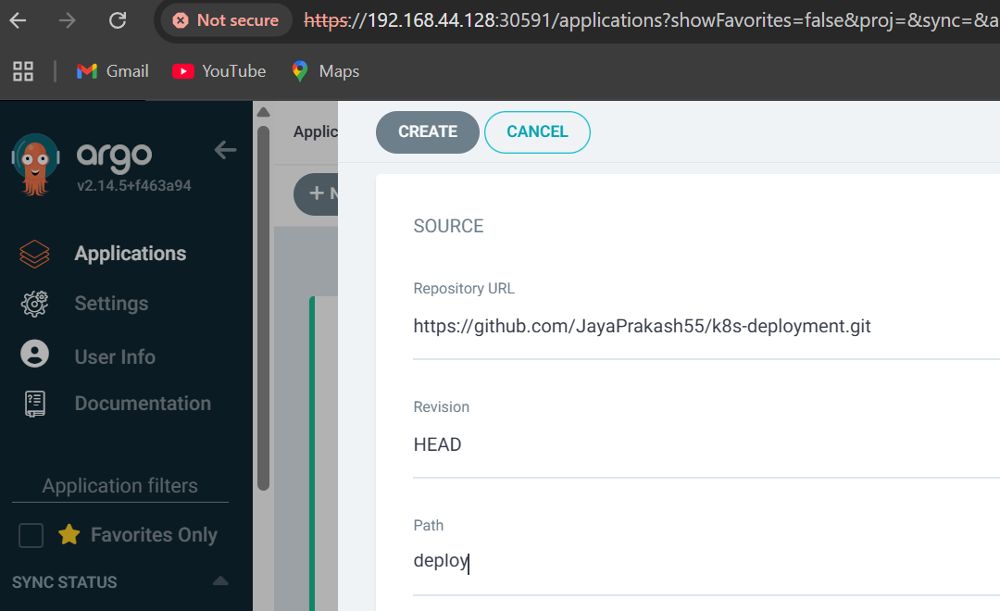 Not secure https://192.168.44.128:30591/applications?showFavorites=false&proj=&sync=&a
Gmail YouTube Maps
argo
v2.14.5+f463a94
Applications
Settings
User Info
Documentation
Application filters
Favorites Only
SYNC STATUS
Applic
+ N
CREATE CANCEL
SOURCE
Repository URL
https://github.com/JayaPrakash55/k8s-deployment.git
Revision
HEAD
Path
deploy